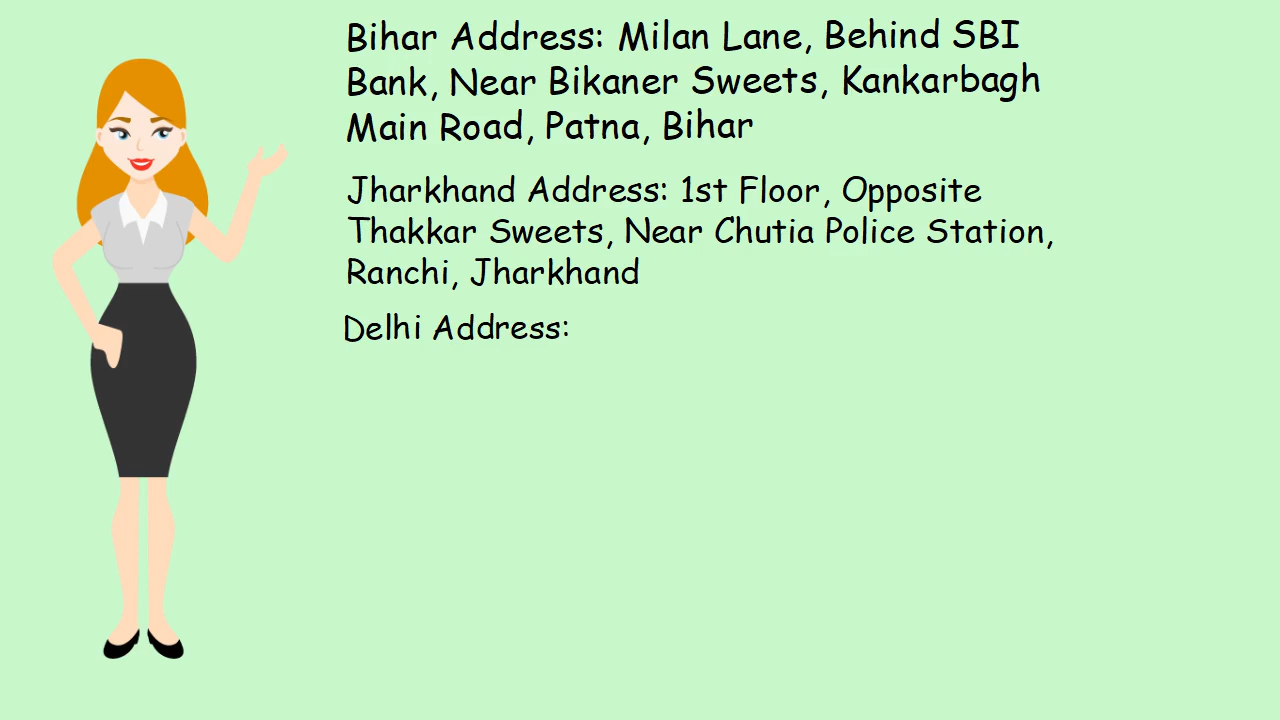 Bihar Address: Milan Lane, Behind SBI
Bank, Near Bikaner Sweets, Kankarbagh
Main Road, Patna, Bihar
Jharkhand Address: 1st Floor, Opposite
Thakkar Sweets, Near Chutia Police Station,
Ranchi, Jharkhand
Delhi Address: